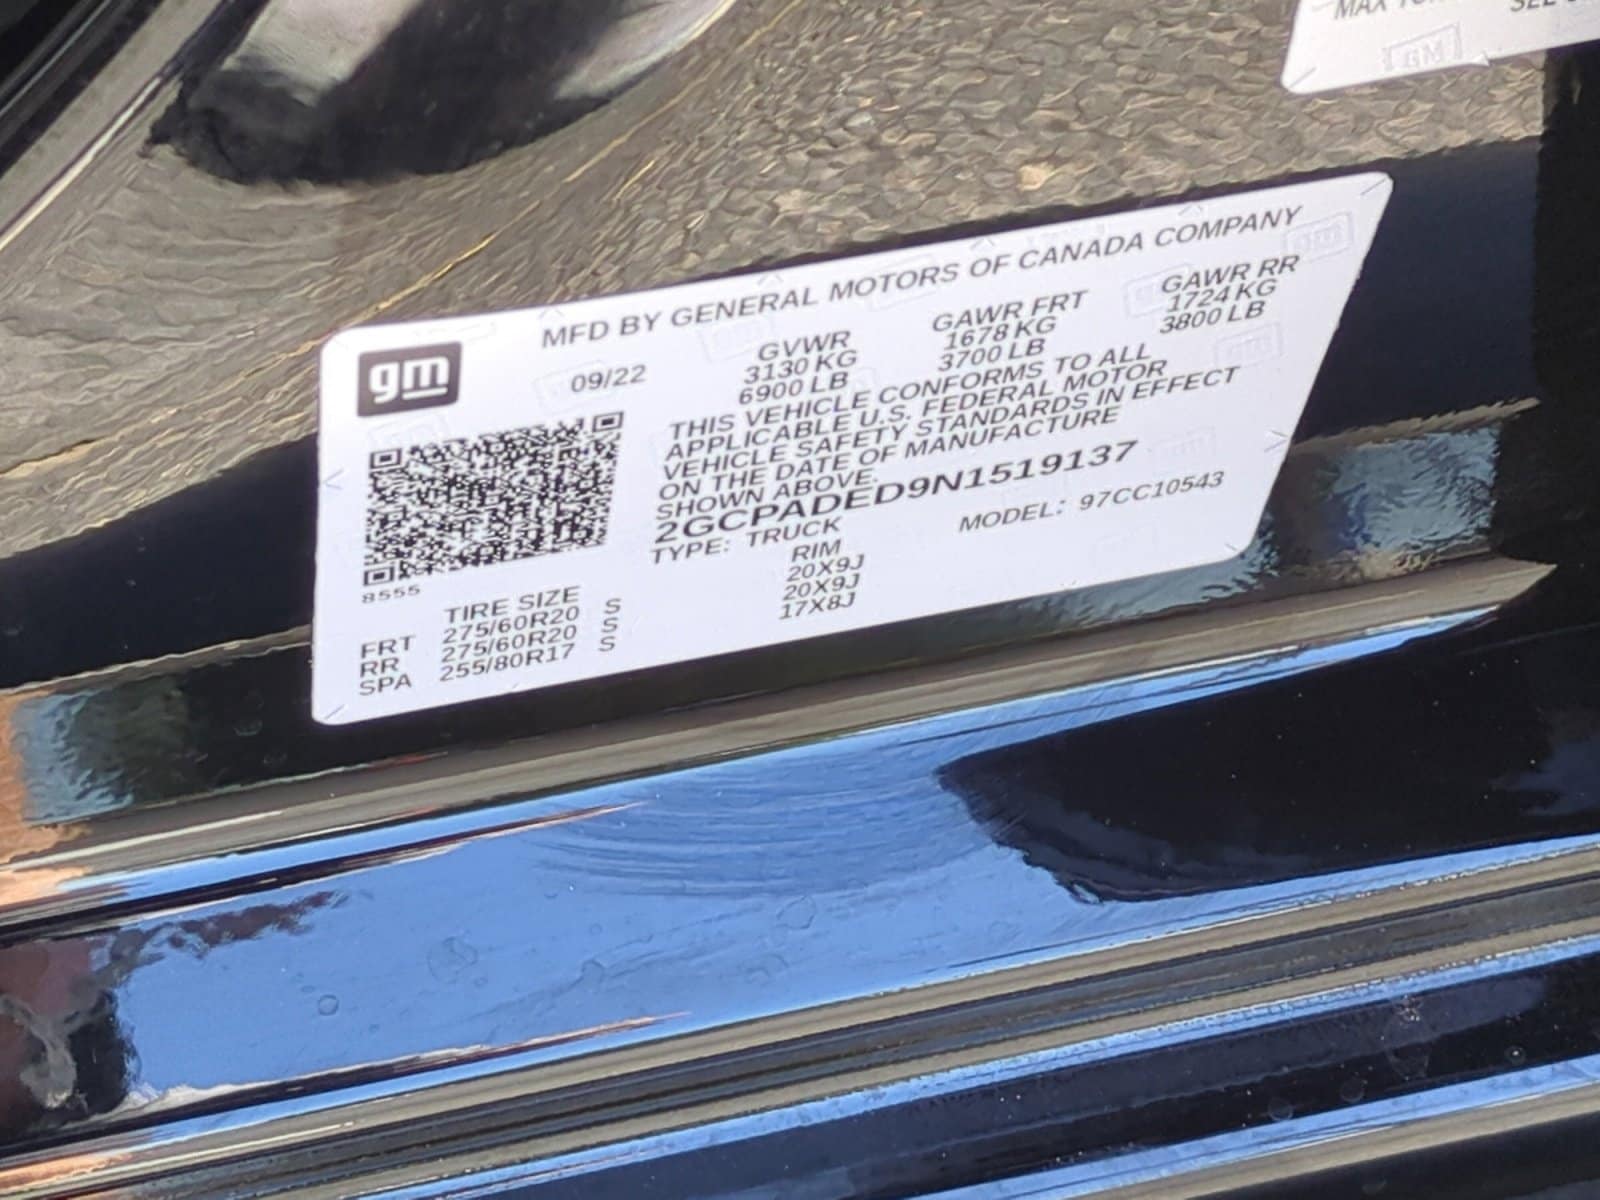 MAX
SEE
GM
MFD BY GENERAL MOTORS OF CANADA COMPANY
gm
09/22
GVWR
3130 KG
6900 LB
GAWR FRT
1678 KG
3700 LB
GAWR RR
1724 KG
3800 LB
THIS VEHICLE CONFORMS TO ALL
APPLICABLE U.S. FEDERAL MOTOR
VEHICLE SAFETY STANDARDS IN EFFECT
ON THE DATE OF MANUFACTURE
SHOWN ABOVE.
2GCPADED9N1519137
TYPE: TRUCK
MODEL: 97CC10543
8555
TIRE SIZE
RIM
FRT 275/60R20 S 20X9J
RR 275/60R20 S 20X9J
SPA 255/80R17 S 17X8J